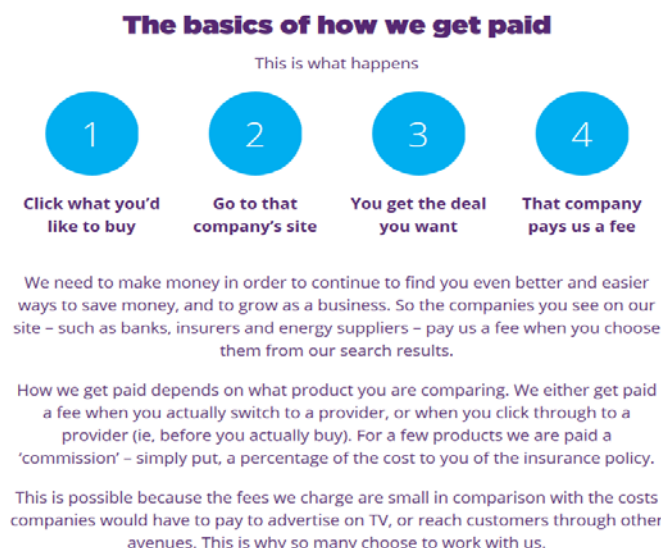 The basics of how we get paid
This is what happens
1 2 3 4
Click what you'd Go to that You get the deal That company
like to buy company's site you want pays us a fee
We need to make money in order to continue to find you even better and easier
ways to save money, and to grow as a business. So the companies you see on our
site – such as banks, insurers and energy suppliers – pay us a fee when you choose
them from our search results.
How we get paid depends on what product you are comparing. We either get paid
a fee when you actually switch to a provider, or when you click through to a
provider (ie, before you actually buy). For a few products we are paid a
‘commission’ – simply put, a percentage of the cost to you of the insurance policy.
This is possible because the fees we charge are small in comparison with the costs
companies would have to pay to advertise on TV, or reach customers through other
avenues. This is why so many choose to work with us.